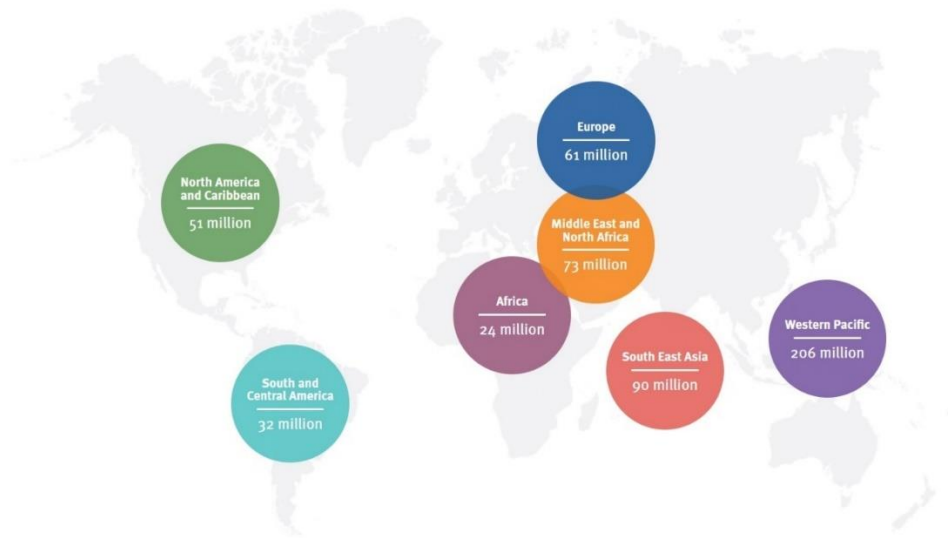 Europe
61 million
North America
and Caribbean
51 million
Middle East and
North Africa
73 million
Africa
24 million
South East Asia
90 million
Western Pacific
206 million
South and
Central America
32 million